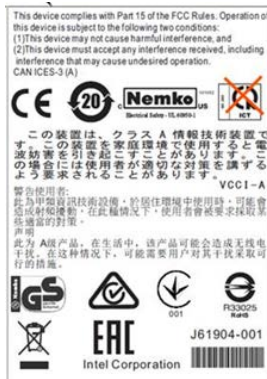 This device complies with Part 15 of the FCC Rules. Operation of
this device is subject to the following two conditions:
(1)This device may not cause harmful interference, and
(2)This device must accept any interference received, including
interference that may cause undesired operation.
CAN ICES-3 (A)
CE
20
c Nemko US
ICT
この装置は、クラス A 情報技術装置で
す。この装置を家庭環境で使用すると電
波妨害を引き起こすことがあります。こ
の場合には使用者が適切な対策を講ずる
よう要求されることがあります。
VCCI-A
警告使用者:
此為甲類資訊技術設備,於居住環境中使用時,可能會
造成射頻擾動,在此種情況下,使用者會被要求採取某
些適當的對策。
声明
此为 A级产品,在生活中,该产品可能会造成无线电
干扰。在这种情况下,可能需要用户对其干扰采取可
行的措施。
Nemko
GS
001
R33025
RoHS
EAC
J61904-001
Intel Corporation